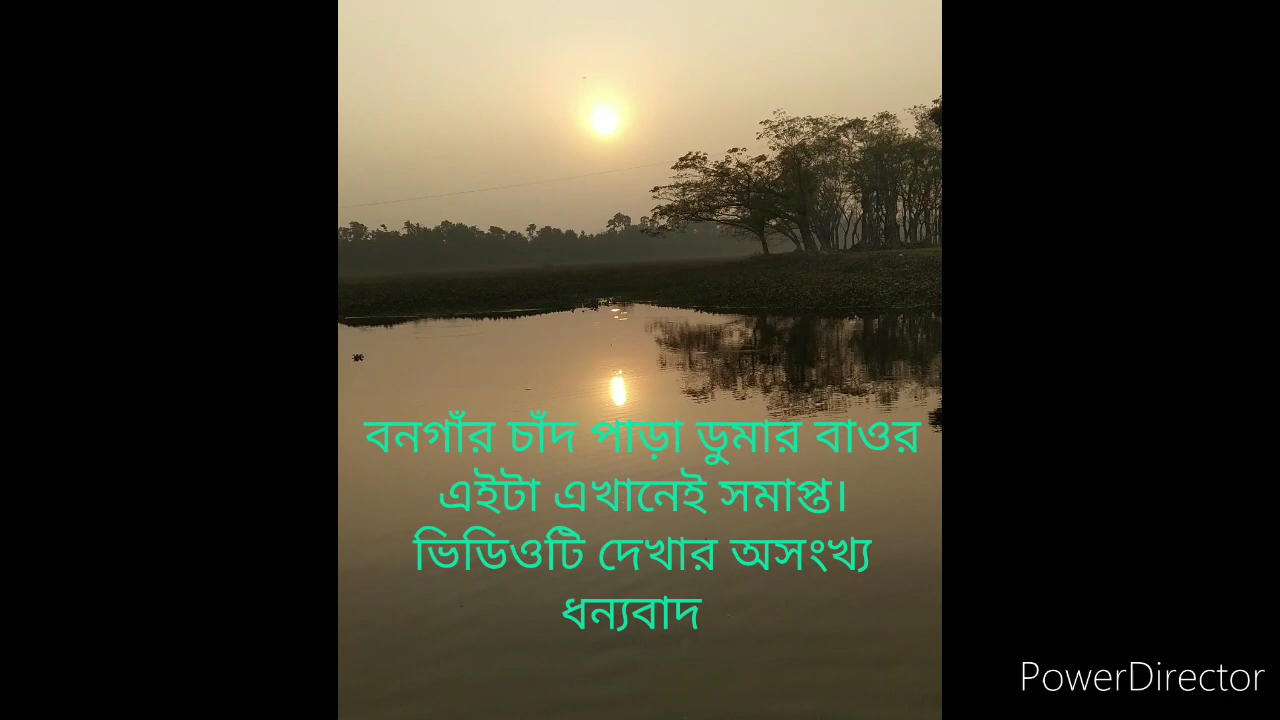 বনগাঁর চাঁদ পাড়া ডুমার বাওর
এইটা এখানেই সমাপ্ত।
ভিডিওটি দেখার অসংখ্য
ধন্যবাদ
PowerDirector